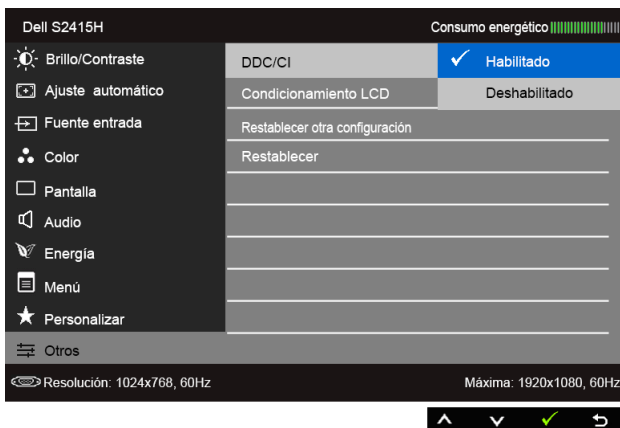 Dell S2415H Consumo energético
Brillo/Contraste DDC/CI Habilitado
Ajuste automático Condicionamiento LCD Deshabilitado
Fuente entrada Restablecer otra configuración
Color Restablecer
Pantalla
Audio
Energía
Menú
Personalizar
Otros
Resolución: 1024x768, 60Hz Máxima: 1920x1080, 60Hz